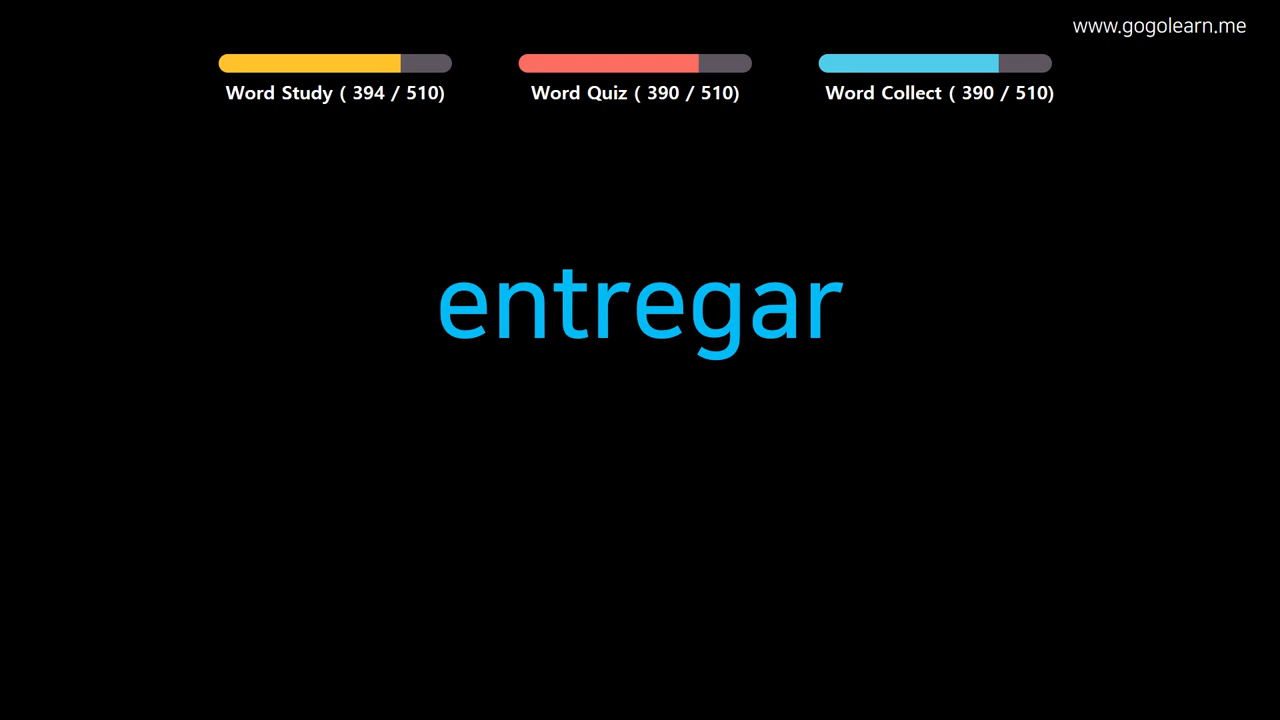 www.gogolearn.me
Word Study ( 394 / 510)
Word Quiz ( 390 / 510)
Word Collect ( 390 / 510)
entregar